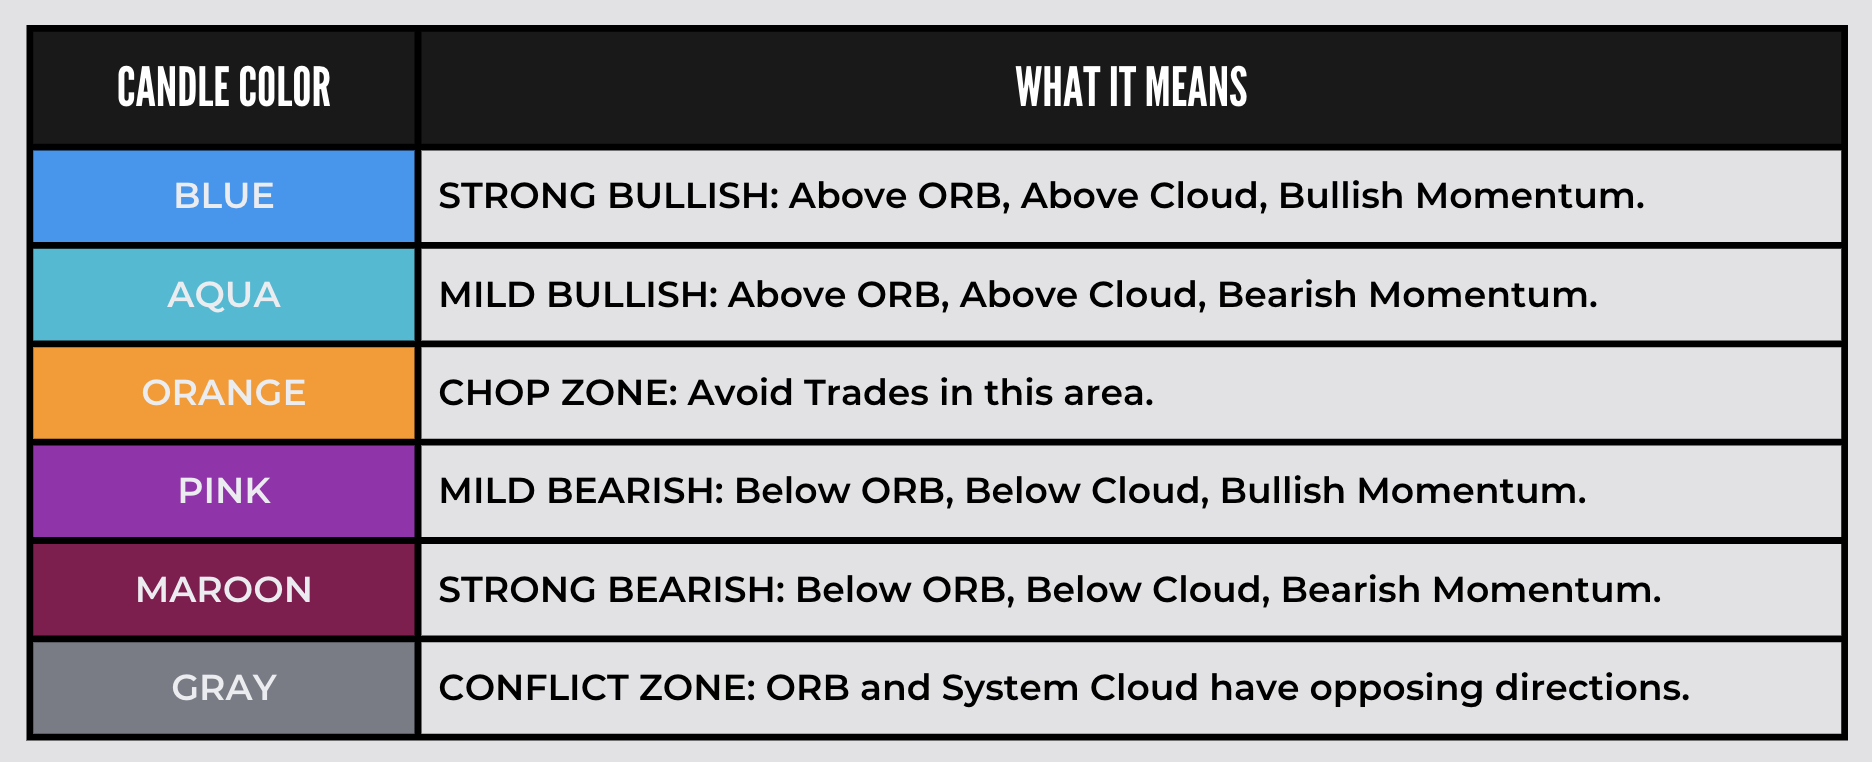 CANDLE COLOR
WHAT IT MEANS
BLUE
STRONG BULLISH: Above ORB, Above Cloud, Bullish Momentum.
AQUA
MILD BULLISH: Above ORB, Above Cloud, Bearish Momentum.
ORANGE
CHOP ZONE: Avoid Trades in this area.
PINK
MILD BEARISH: Below ORB, Below Cloud, Bullish Momentum.
MAROON
STRONG BEARISH: Below ORB, Below Cloud, Bearish Momentum.
GRAY
CONFLICT ZONE: ORB and System Cloud have opposing directions.